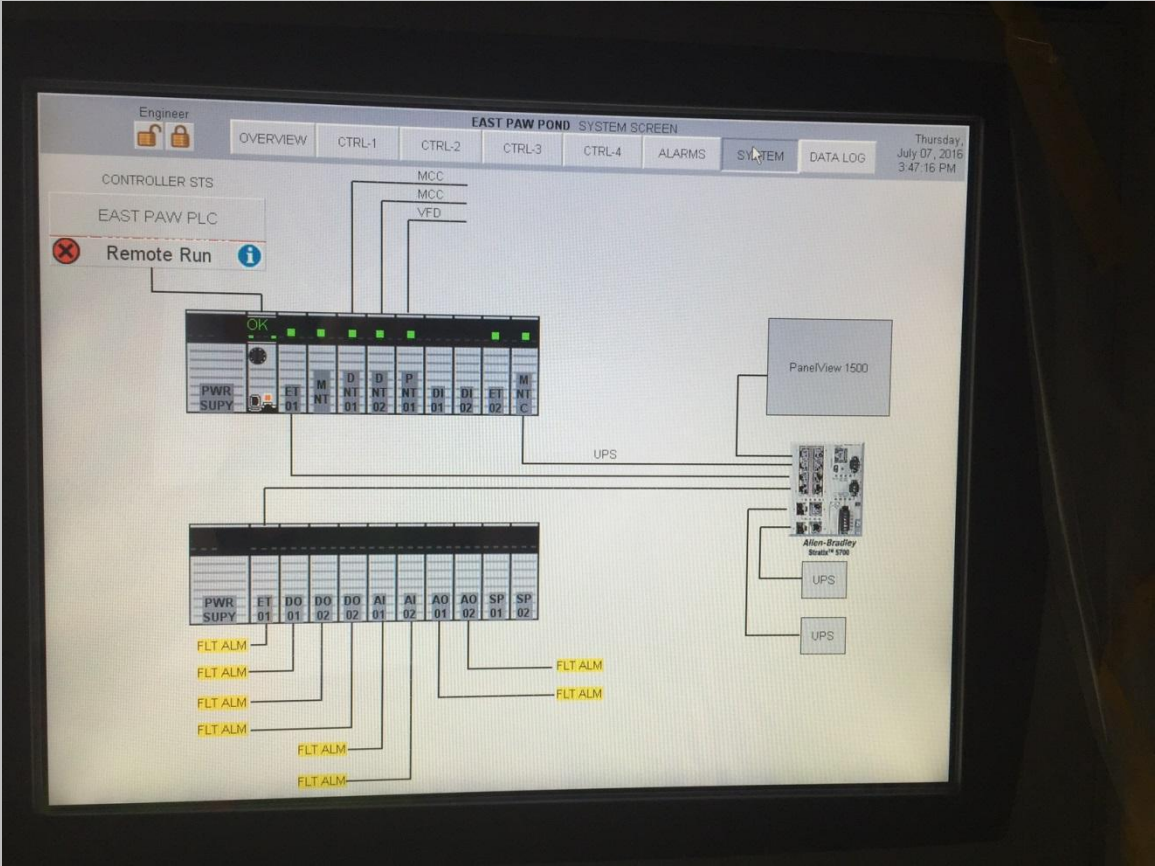 Engineer
EAST PAW POND SYSTEM SCREEN
OVERVIEW CTRL-1 CTRL-2 CTRL-3 CTRL-4 ALARMS SYSTEM DATA LOG
Thursday,
July 07, 2016
3:47:16 PM
CONTROLLER STS
EAST PAW PLC
Remote Run
MCC
MCC
VFD
OK
PWR SUPY
ET 01
M NT
D NT 01
D NT 02
P NT 01
DI 01
DI 02
ET 02
M NT C
PanelView 1500
UPS
Allen-Bradley
Stratix™ 5700
UPS
UPS
PWR SUPY
ET 01
DO 01
DO 02
DO 02
AI 01
AI 02
AO 01
AO 02
SP 01
SP 02
FLT ALM
FLT ALM
FLT ALM
FLT ALM
FLT ALM
FLT ALM
FLT ALM
FLT ALM